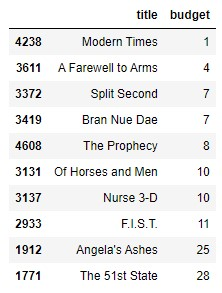 title budget
4238 Modern Times 1
3611 A Farewell to Arms 4
3372 Split Second 7
3419 Bran Nue Dae 7
4608 The Prophecy 8
3131 Of Horses and Men 10
3137 Nurse 3-D 10
2933 F.I.S.T. 11
1912 Angela's Ashes 25
1771 The 51st State 28